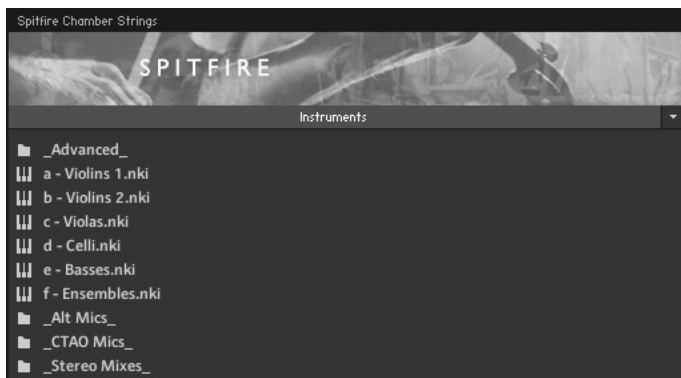 Spitfire Chamber Strings
SPITFIRE
Instruments
_Advanced_
a - Violins 1.nki
b - Violins 2.nki
c - Violas.nki
d - Celli.nki
e - Basses.nki
f - Ensembles.nki
_Alt Mics_
_CTAO Mics_
_Stereo Mixes_